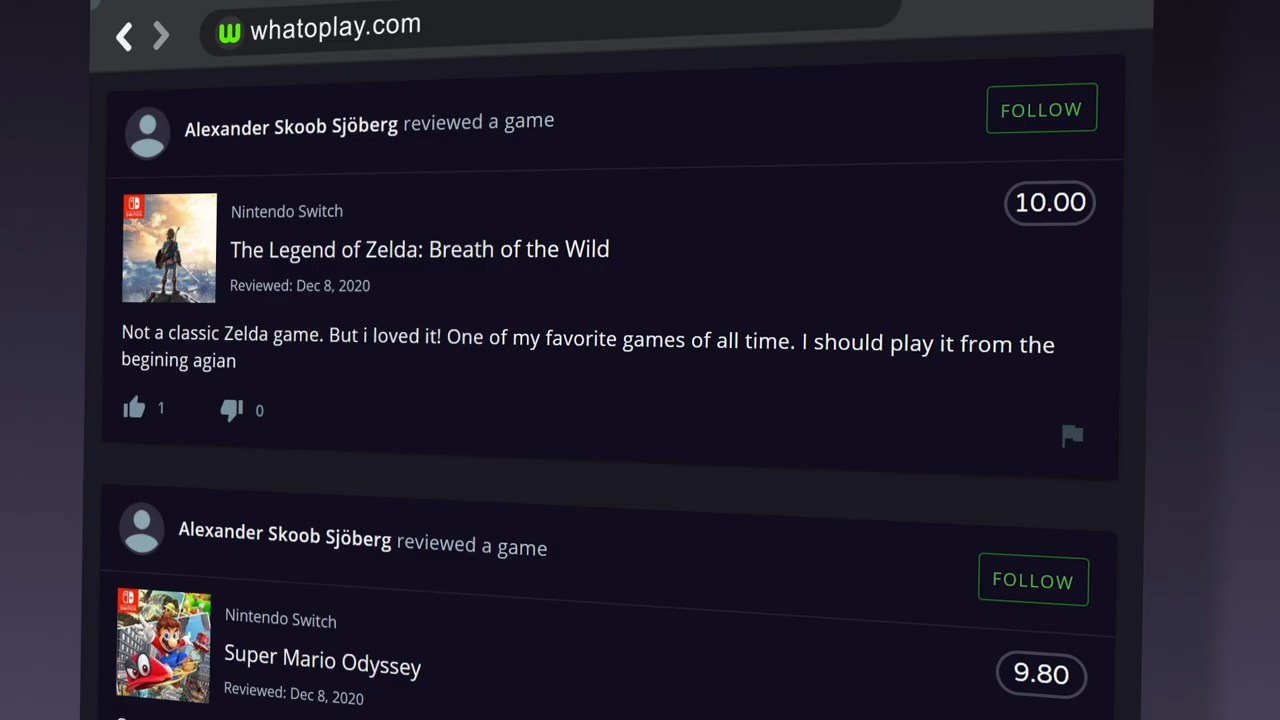 whatoplay.com
Alexander Skoob Sjöberg reviewed a game
FOLLOW
Nintendo Switch
10.00
The Legend of Zelda: Breath of the Wild
Reviewed: Dec 8, 2020
Not a classic Zelda game. But i loved it! One of my favorite games of all time. I should play it from the
begining agian
1
0
Alexander Skoob Sjöberg reviewed a game
FOLLOW
Nintendo Switch
Super Mario Odyssey
9.80
Reviewed: Dec 8, 2020